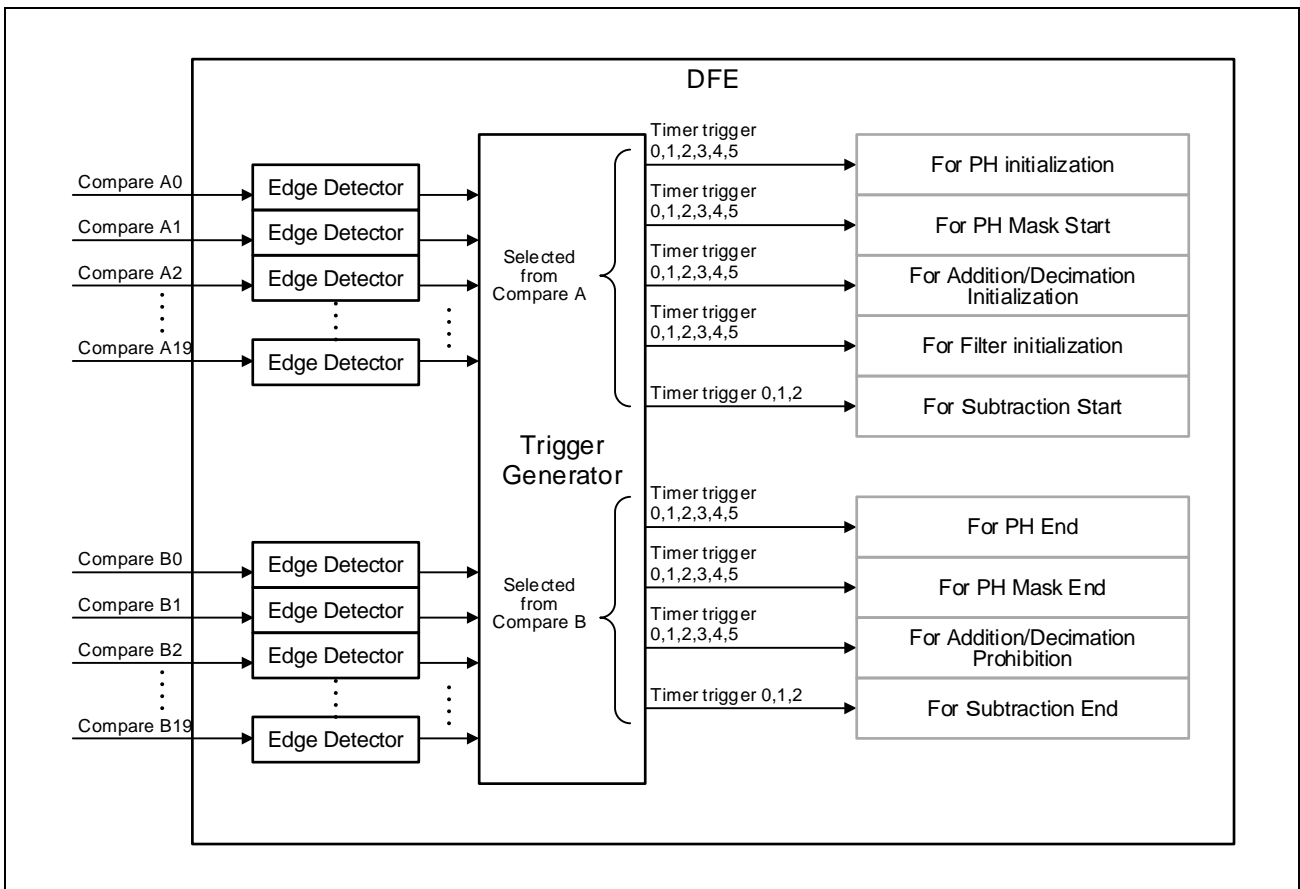 DFE
Compare A0
Compare A1
Compare A2
Compare A19
Edge Detector
Edge Detector
Edge Detector
Edge Detector
Selected
from
Compare A
Timer trigger
0,1,2,3,4,5
For PH initialization
Timer trigger
0,1,2,3,4,5
For PH Mask Start
Timer trigger
0,1,2,3,4,5
For Addition/Decimation
Initialization
Timer trigger
0,1,2,3,4,5
For Filter initialization
Timer trigger 0,1,2
For Subtraction Start
Trigger
Generator
Compare B0
Compare B1
Compare B2
Compare B19
Edge Detector
Edge Detector
Edge Detector
Edge Detector
Selected
from
Compare B
Timer trigger
0,1,2,3,4,5
For PH End
Timer trigger
0,1,2,3,4,5
For PH Mask End
Timer trigger
0,1,2,3,4,5
For Addition/Decimation
Prohibition
Timer trigger 0,1,2
For Subtraction End